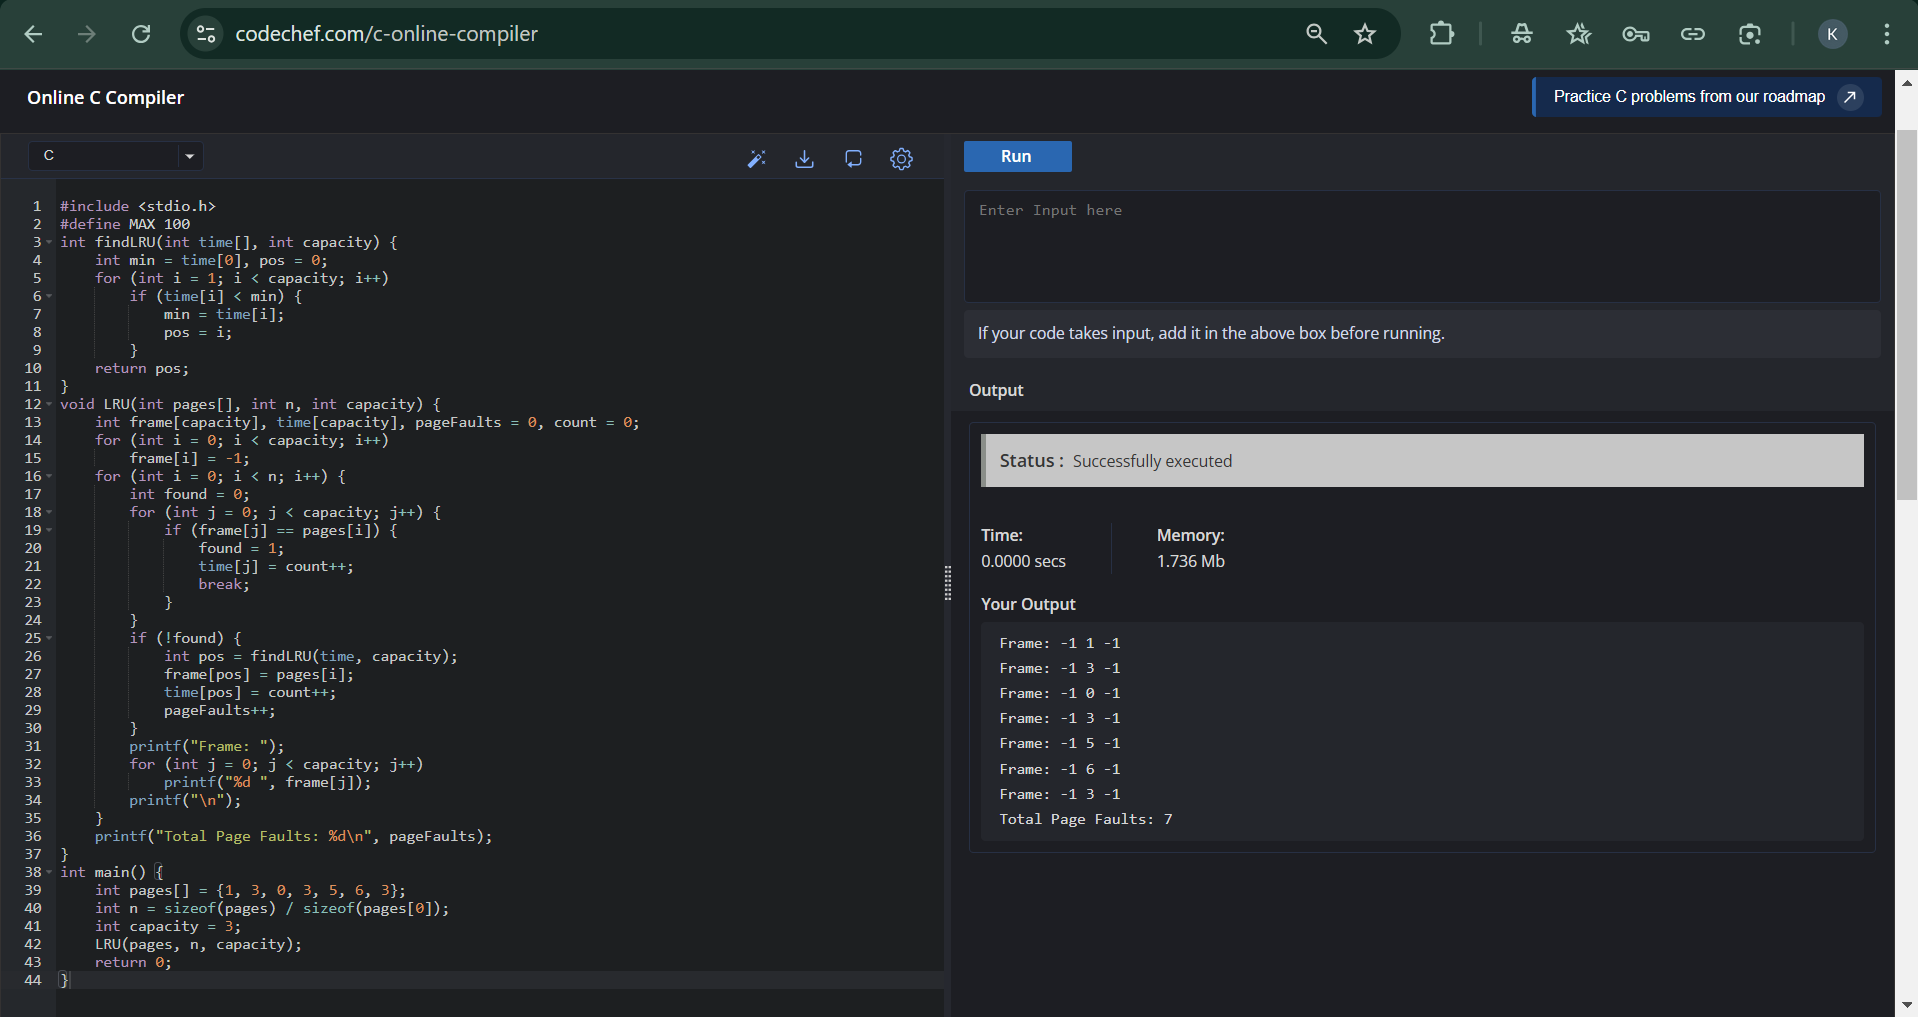 codechef.com/c-online-compiler
K
Online C Compiler
Practice C problems from our roadmap
C
Run
1 #include <stdio.h>
2 #define MAX 100
3 int findLRU(int time[], int capacity) {
4     int min = time[0], pos = 0;
5     for (int i = 1; i < capacity; i++)
6         if (time[i] < min) {
7             min = time[i];
8             pos = i;
9         }
10     return pos;
11 }
12 void LRU(int pages[], int n, int capacity) {
13     int frame[capacity], time[capacity], pageFaults = 0, count = 0;
14     for (int i = 0; i < capacity; i++)
15         frame[i] = -1;
16     for (int i = 0; i < n; i++) {
17         int found = 0;
18         for (int j = 0; j < capacity; j++) {
19             if (frame[j] == pages[i]) {
20                 found = 1;
21                 time[j] = count++;
22                 break;
23             }
24         }
25         if (!found) {
26             int pos = findLRU(time, capacity);
27             frame[pos] = pages[i];
28             time[pos] = count++;
29             pageFaults++;
30         }
31         printf("Frame: ");
32         for (int j = 0; j < capacity; j++)
33             printf("%d ", frame[j]);
34         printf("\n");
35     }
36     printf("Total Page Faults: %d\n", pageFaults);
37 }
38 int main() {
39     int pages[] = {1, 3, 0, 3, 5, 6, 3};
40     int n = sizeof(pages) / sizeof(pages[0]);
41     int capacity = 3;
42     LRU(pages, n, capacity);
43     return 0;
44 }
Enter Input here
If your code takes input, add it in the above box before running.
Output
Status : Successfully executed
Time: Memory:
0.0000 secs 1.736 Mb
Your Output
Frame: -1 1 -1
Frame: -1 3 -1
Frame: -1 0 -1
Frame: -1 3 -1
Frame: -1 5 -1
Frame: -1 6 -1
Frame: -1 3 -1
Total Page Faults: 7